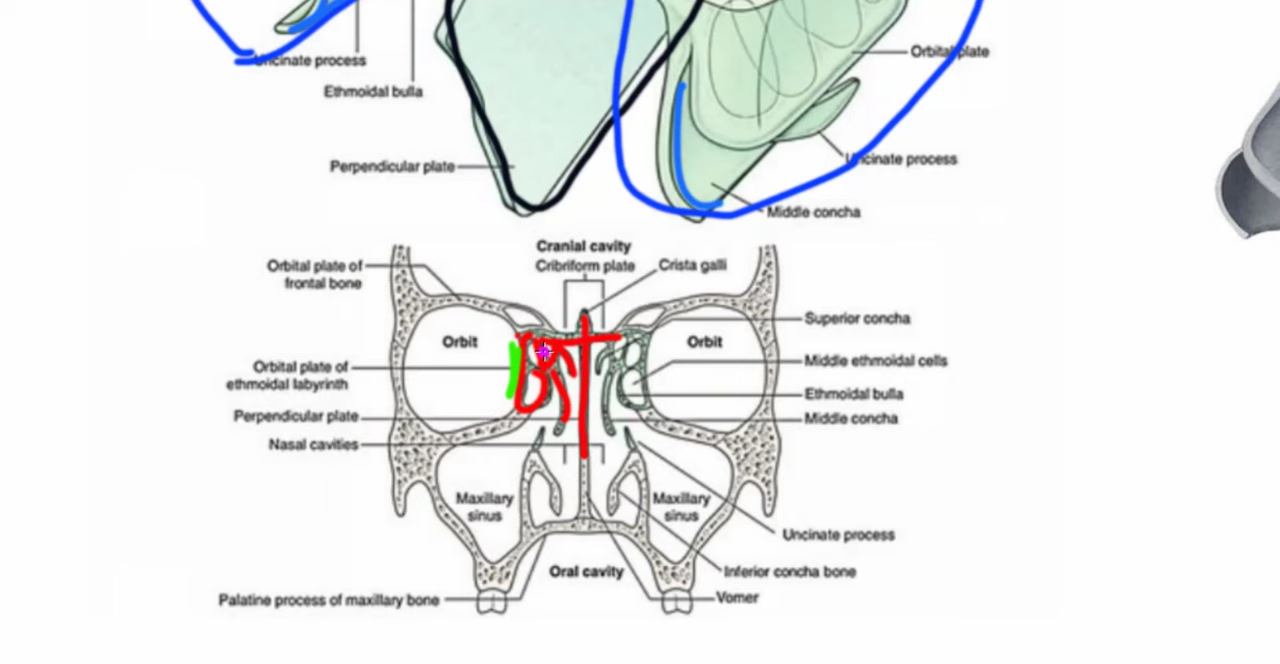 Uncinate process
Ethmoidal bulla
Perpendicular plate
Orbital plate
Uncinate process
Middle concha
Cranial cavity
Cribriform plate
Crista galli
Orbital plate of
frontal bone
Superior concha
Orbit
Orbit
Middle ethmoidal cells
Orbital plate of
ethmoidal labyrinth
Ethmoidal bulla
Perpendicular plate
Middle concha
Nasal cavities
Maxillary
sinus
Maxillary
sinus
Uncinate process
Oral cavity
Inferior concha bone
Palatine process of maxillary bone
Vomer